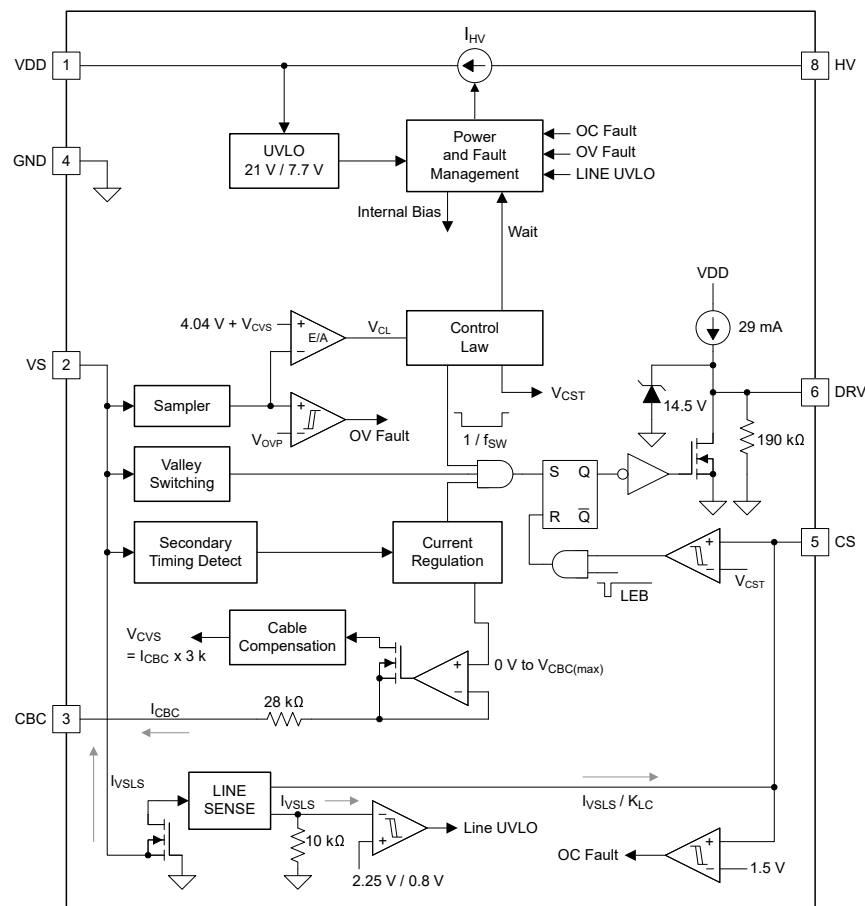 I_HV
VDD
1
8
HV
GND
4
UVLO
21 V / 7.7 V
Power
and Fault
Management
OC Fault
OV Fault
LINE UVLO
Internal Bias
Wait
VDD
29 mA
4.04 V + V_CVS
+
E/A
−
V_CL
Control
Law
VS
2
Sampler
+
−
V_OVP
OV Fault
V_CST
14.5 V
6
DRV
190 kΩ
1 / f_SW
Valley
Switching
S
Q
R
Q̅
Secondary
Timing Detect
Current
Regulation
+
−
V_CST
5
CS
LEB
V_CVS
= I_CBC x 3 k
Cable
Compensation
+
−
0 V to V_CBC(max)
CBC
3
I_CBC
28 kΩ
I_VSLS
LINE
SENSE
I_VSLS
I_VSLS / K_LC
10 kΩ
−
+
Line UVLO
2.25 V / 0.8 V
OC Fault
+
−
1.5 V